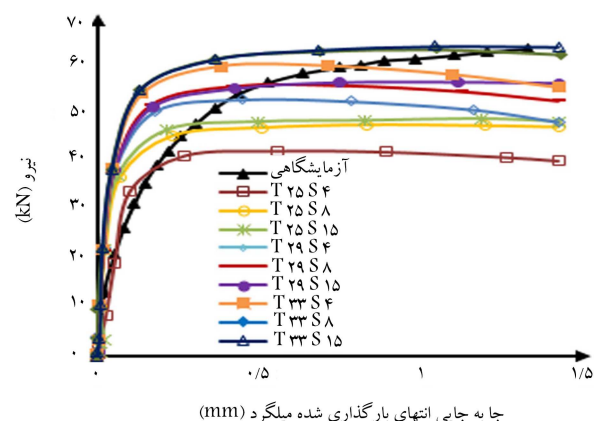 ۷۰
۶۰
۵۰
۴۰
۳۰
۲۰
۱۰
۰
نیرو (kN)
آزمایشگاهی
T ۲۵ S ۴
T ۲۵ S ۸
T ۲۵ S ۱۵
T ۲۹ S ۴
T ۲۹ S ۸
T ۲۹ S ۱۵
T ۳۳ S ۴
T ۳۳ S ۸
T ۳۳ S ۱۵
۰ ۰/۵ ۱ ۱/۵
جا به جایی انتهای بارگذاری شده میلگرد (mm)